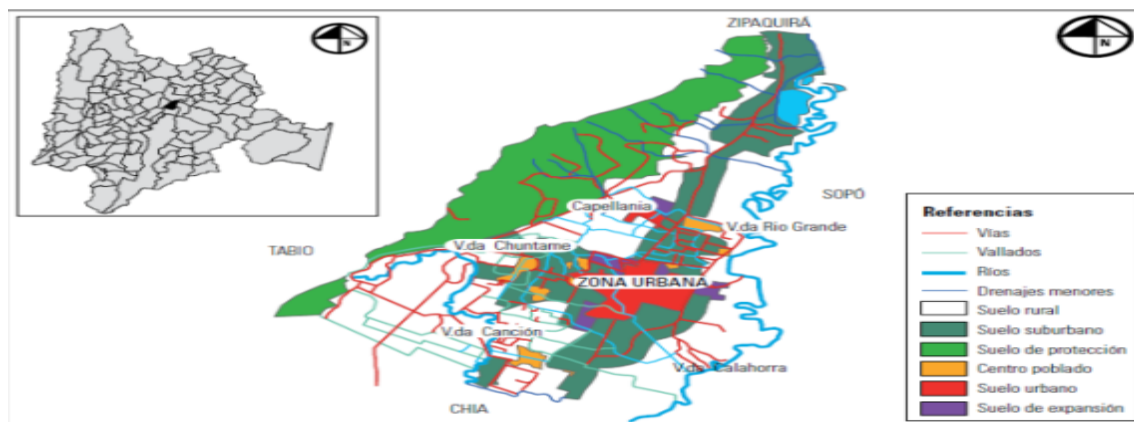 N
ZIPAQUIRÁ
N
SOPÓ
Capellania
V.da Rio Grande
TABIO
V.da Chuntame
ZONA URBANA
V.da Canción
V.da Calahorra
CHIA
Referencias
Vías
Vallados
Ríos
Drenajes menores
Suelo rural
Suelo suburbano
Suelo de protección
Centro poblado
Suelo urbano
Suelo de expansión